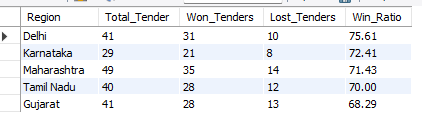 Region Total_Tender Won_Tenders Lost_Tenders Win_Ratio
Delhi 41 31 10 75.61
Karnataka 29 21 8 72.41
Maharashtra 49 35 14 71.43
Tamil Nadu 40 28 12 70.00
Gujarat 41 28 13 68.29